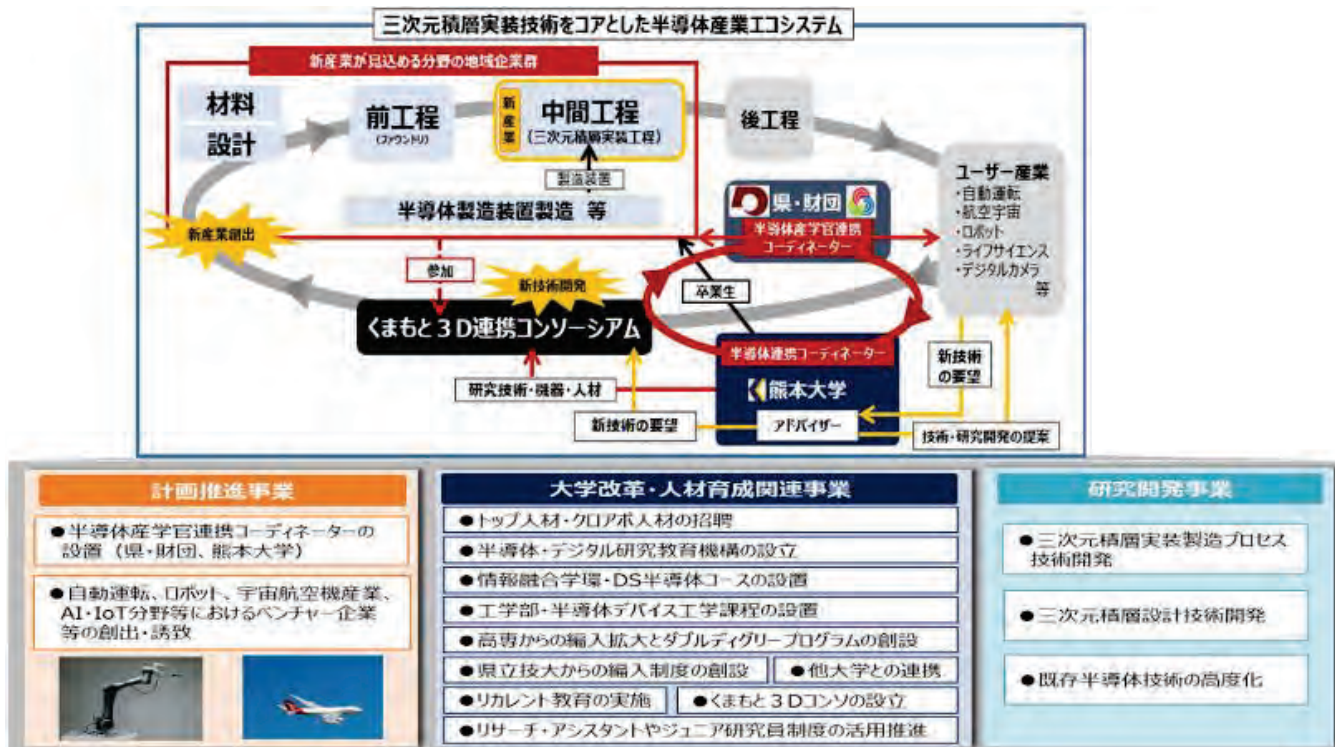 三次元積層実装技術をコアとした半導体産業エコシステム
新産業が見込める分野の地域企業群
材料
設計
前工程
(ファウンドリ)
新産業
中間工程
(三次元積層実装工程)
後工程
製造装置
半導体製造装置製造 等
ユーザー産業
・自動運転
・航空宇宙
・ロボット
・ライフサイエンス
・デジタルカメラ
等
県・財団
半導体産学官連携
コーディネーター
新産業創出
参加
新技術開発
卒業生
くまもと3D連携コンソーシアム
半導体連携コーディネーター
熊本大学
アドバイザー
研究技術・機器・人材
新技術の要望
新技術
の要望
技術・研究開発の提案
計画推進事業
●半導体産学官連携コーディネーターの
設置（県・財団、熊本大学）
●自動運転、ロボット、宇宙航空機産業、
AI・IoT分野等におけるベンチャー企業
等の創出・誘致
大学改革・人材育成関連事業
●トップ人材・クロアポ人材の招聘
●半導体・デジタル研究教育機構の設立
●情報融合学環・DS半導体コースの設置
●工学部・半導体デバイス工学課程の設置
●高専からの編入拡大とダブルディグリープログラムの創設
●県立技大からの編入制度の創設
●他大学との連携
●リカレント教育の実施
●くまもと3Dコンソの設立
●リサーチ・アシスタントやジュニア研究員制度の活用推進
研究開発事業
●三次元積層実装製造プロセス
技術開発
●三次元積層設計技術開発
●既存半導体技術の高度化